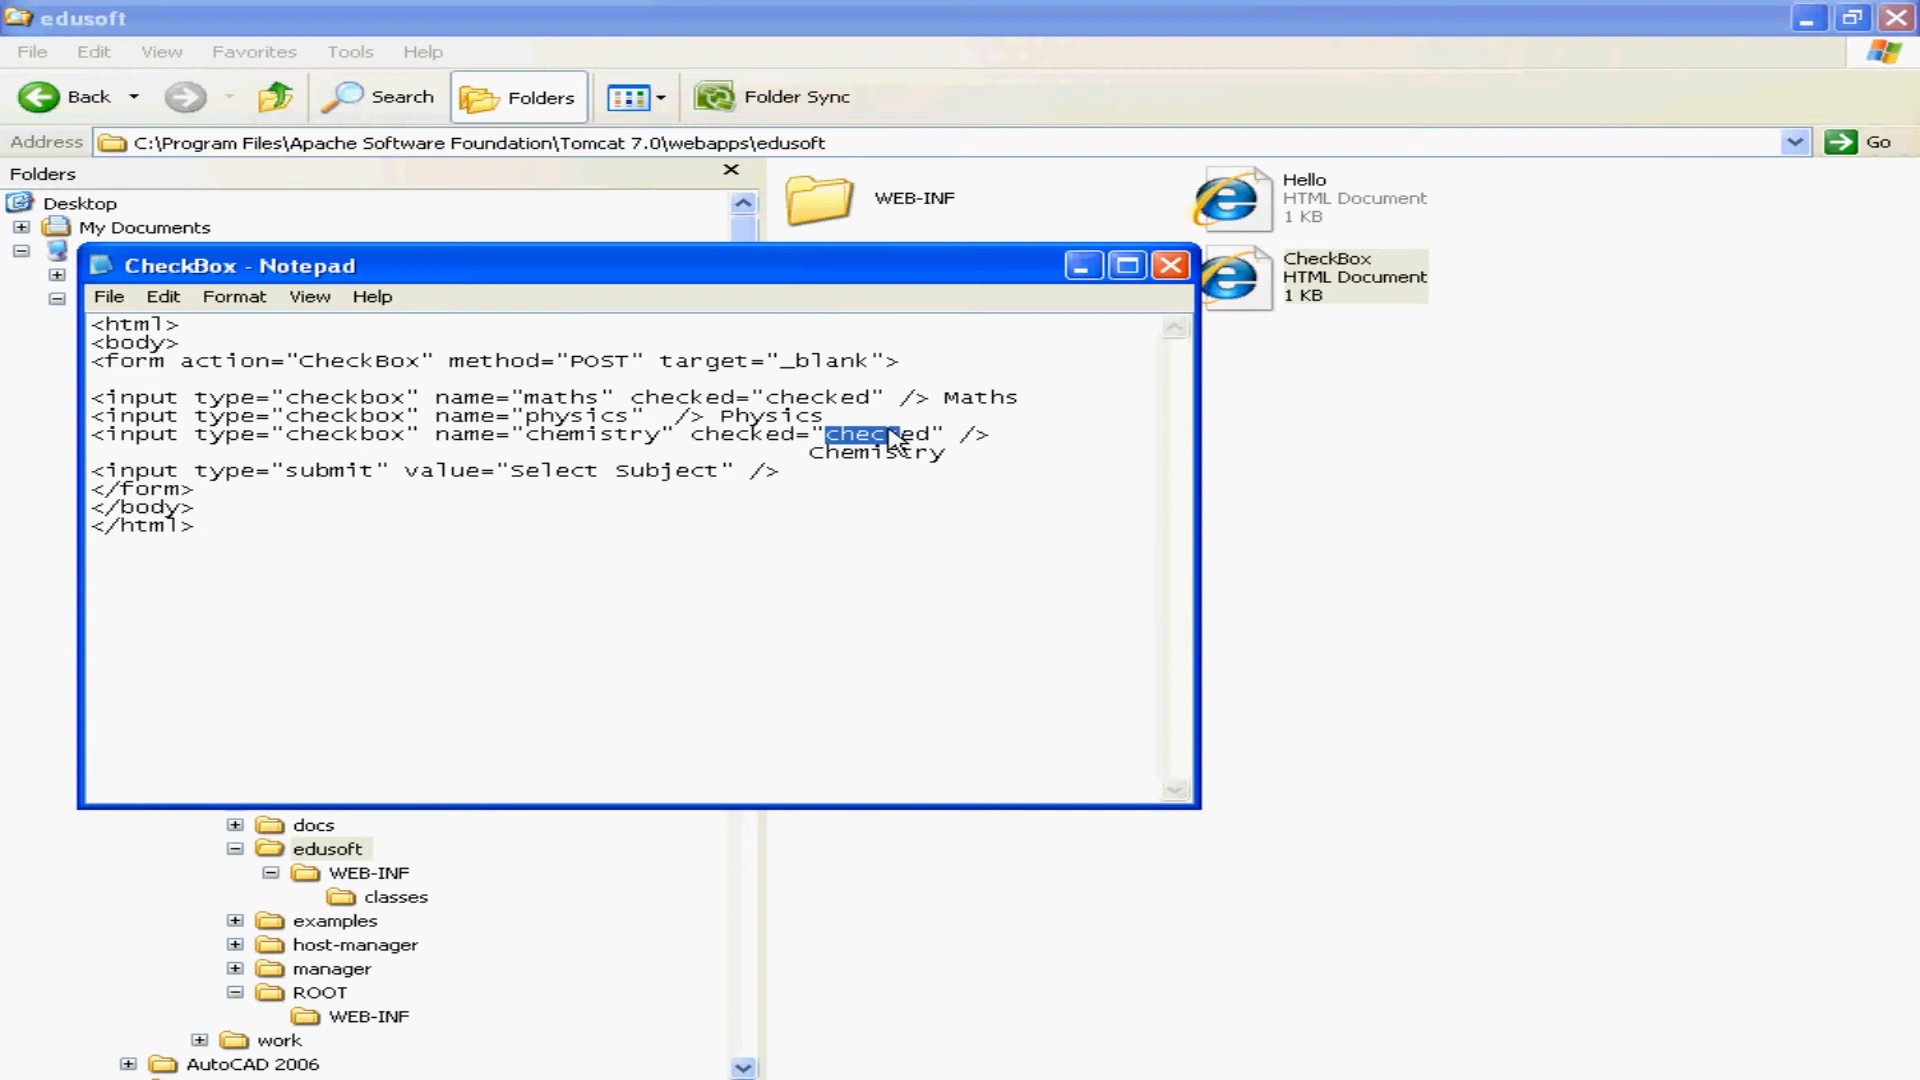 edusoft
File Edit View Favorites Tools Help
Back Search Folders Folder Sync
Address C:\Program Files\Apache Software Foundation\Tomcat 7.0\webapps\edusoft Go
Folders
Desktop
My Documents
WEB-INF
Hello
HTML Document
1 KB
CheckBox
HTML Document
1 KB
CheckBox - Notepad
File Edit Format View Help
<html>
<body>
<form action="CheckBox" method="POST" target="_blank">
<input type="checkbox" name="maths" checked="checked" /> Maths
<input type="checkbox" name="physics"  /> Physics
<input type="checkbox" name="chemistry" checked="checked" />
Chemistry
<input type="submit" value="Select Subject" />
</form>
</body>
</html>
docs
edusoft
WEB-INF
classes
examples
host-manager
manager
ROOT
WEB-INF
work
AutoCAD 2006